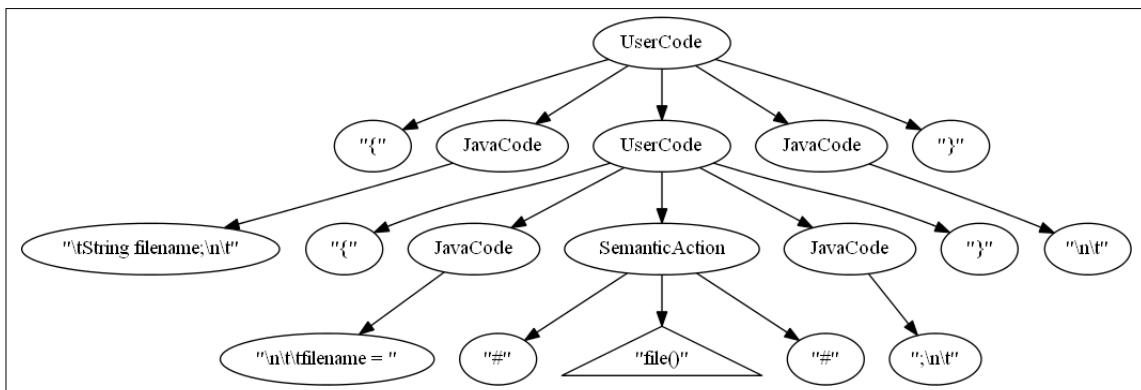 UserCode
"{"
JavaCode
UserCode
JavaCode
"}"
"\tString filename;\n\t"
"{"
JavaCode
SemanticAction
JavaCode
"}"
"\n\t"
"\n\t\tfilename = "
"#"
"file()"
"#"
";\n\t"